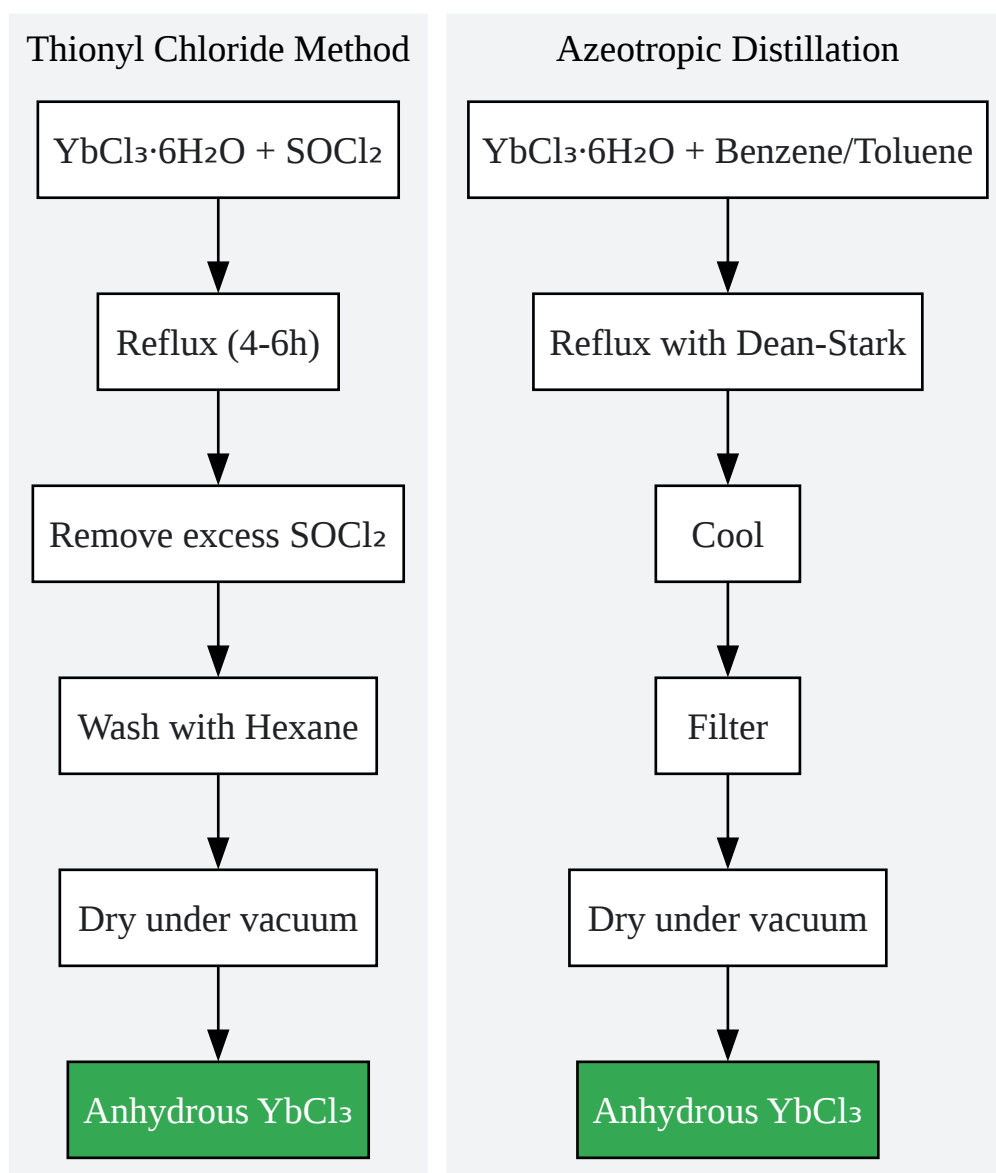 Thionyl Chloride Method
YbCl₃·6H₂O + SOCl₂
Reflux (4-6h)
Remove excess SOCl₂
Wash with Hexane
Dry under vacuum
Anhydrous YbCl₃
Azeotropic Distillation
YbCl₃·6H₂O + Benzene/Toluene
Reflux with Dean-Stark
Cool
Filter
Dry under vacuum
Anhydrous YbCl₃